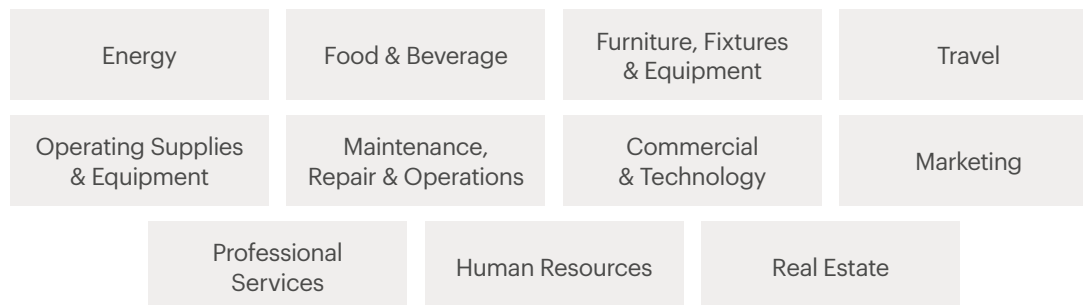 Energy
Food & Beverage
Furniture, Fixtures
& Equipment
Travel
Operating Supplies
& Equipment
Maintenance,
Repair & Operations
Commercial
& Technology
Marketing
Professional
Services
Human Resources
Real Estate